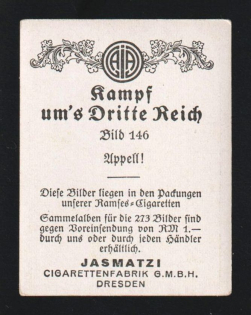 AJA
Kampf
um's Dritte Reich
Bild 146
Appell!
Diese Bilder liegen in den Packungen
unserer Ramses-Cigaretten
Sammelalben für die 273 Bilder sind
gegen Voreinsendung von RM 1.—
durch uns oder durch jeden Händler
erhältlich.
JASMATZI
CIGARETTENFABRIK G.M.B.H.
DRESDEN